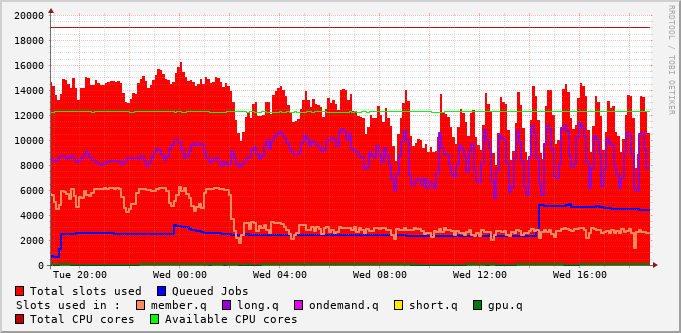 20000
18000
16000
14000
12000
10000
8000
6000
4000
2000
0
Tue 20:00 Wed 00:00 Wed 04:00 Wed 08:00 Wed 12:00 Wed 16:00
RRDTOOL / TOBI OETIKER
Total slots used Queued Jobs
Slots used in : member.q long.q ondemand.q short.q gpu.q
Total CPU cores Available CPU cores